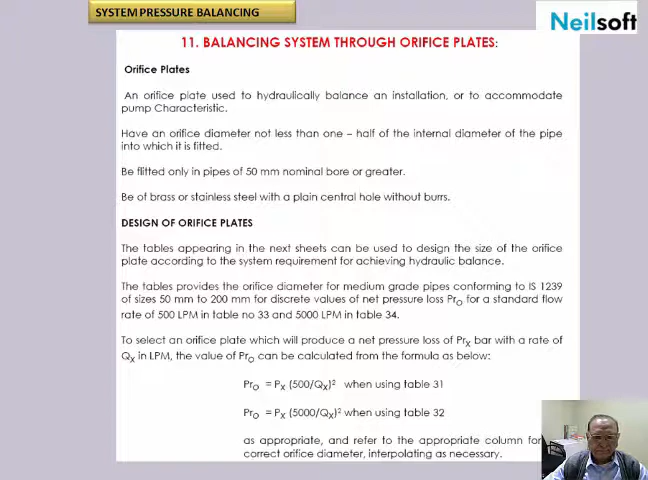 SYSTEM PRESSURE BALANCING
Neilsoft
11. BALANCING SYSTEM THROUGH ORIFICE PLATES:
Orifice Plates
An orifice plate used to hydraulically balance an installation, or to accommodate
pump Characteristic.
Have an orifice diameter not less than one – half of the internal diameter of the pipe
into which it is fitted.
Be flitted only in pipes of 50 mm nominal bore or greater.
Be of brass or stainless steel with a plain central hole without burrs.
DESIGN OF ORIFICE PLATES
The tables appearing in the next sheets can be used to design the size of the orifice
plate according to the system requirement for achieving hydraulic balance.
The tables provides the orifice diameter for medium grade pipes conforming to IS 1239
of sizes 50 mm to 200 mm for discrete values of net pressure loss Pr₀ for a standard flow
rate of 500 LPM in table no 33 and 5000 LPM in table 34.
To select an orifice plate which will produce a net pressure loss of Prₓ bar with a rate of
Qₓ in LPM, the value of Pr₀ can be calculated from the formula as below:
Pr₀ = Pₓ (500/Qₓ)² when using table 31
Pr₀ = Pₓ (5000/Qₓ)² when using table 32
as appropriate, and refer to the appropriate column for
correct orifice diameter, interpolating as necessary.